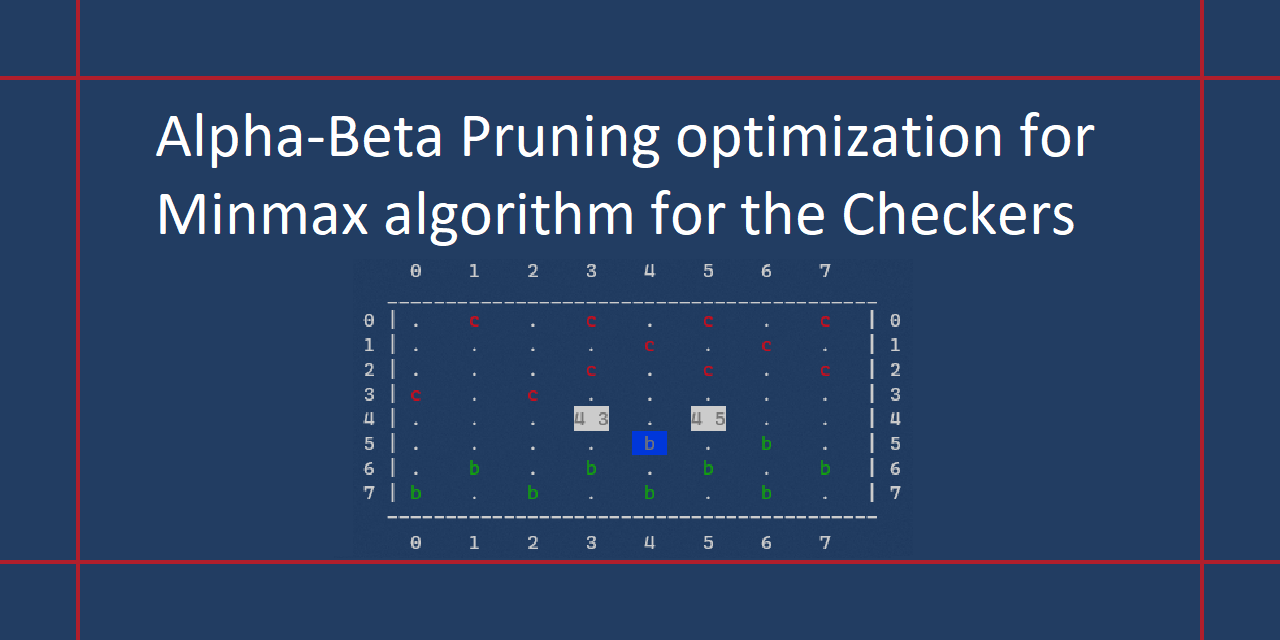 Alpha-Beta Pruning optimization for
Minmax algorithm for the Checkers
0 1 2 3 4 5 6 7
0 | . c . c . c . c | 0
1 | . . . . c . c . | 1
2 | . . . c . c . c | 2
3 | c . c . . . . . | 3
4 | . . . 4 3 . 4 5 . . | 4
5 | . . . . b . b . | 5
6 | . b . b . b . b | 6
7 | b . b . b . b . | 7
0 1 2 3 4 5 6 7